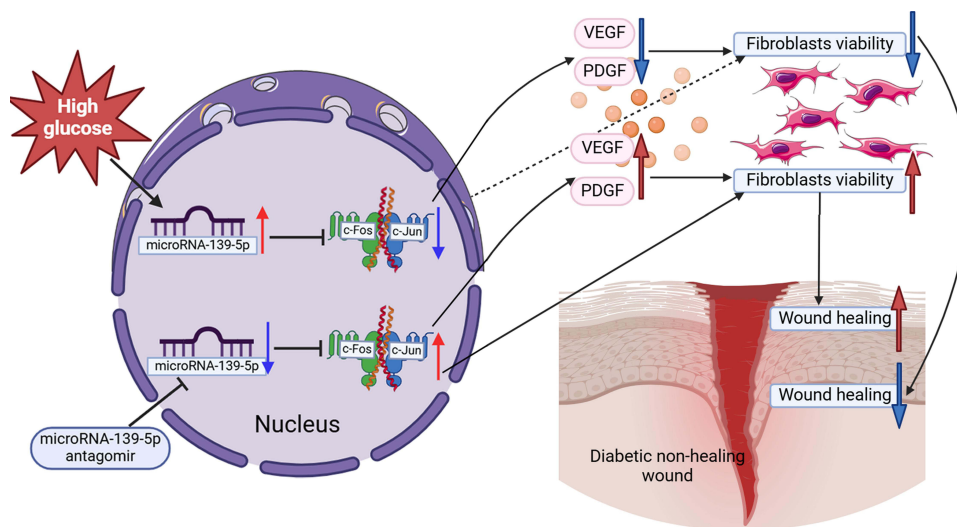 High
glucose
microRNA-139-5p
c-Fos
c-Jun
microRNA-139-5p
c-Fos
c-Jun
Nucleus
microRNA-139-5p
antagomir
VEGF
PDGF
VEGF
PDGF
Fibroblasts viability
Fibroblasts viability
Wound healing
Wound healing
Diabetic non-healing
wound